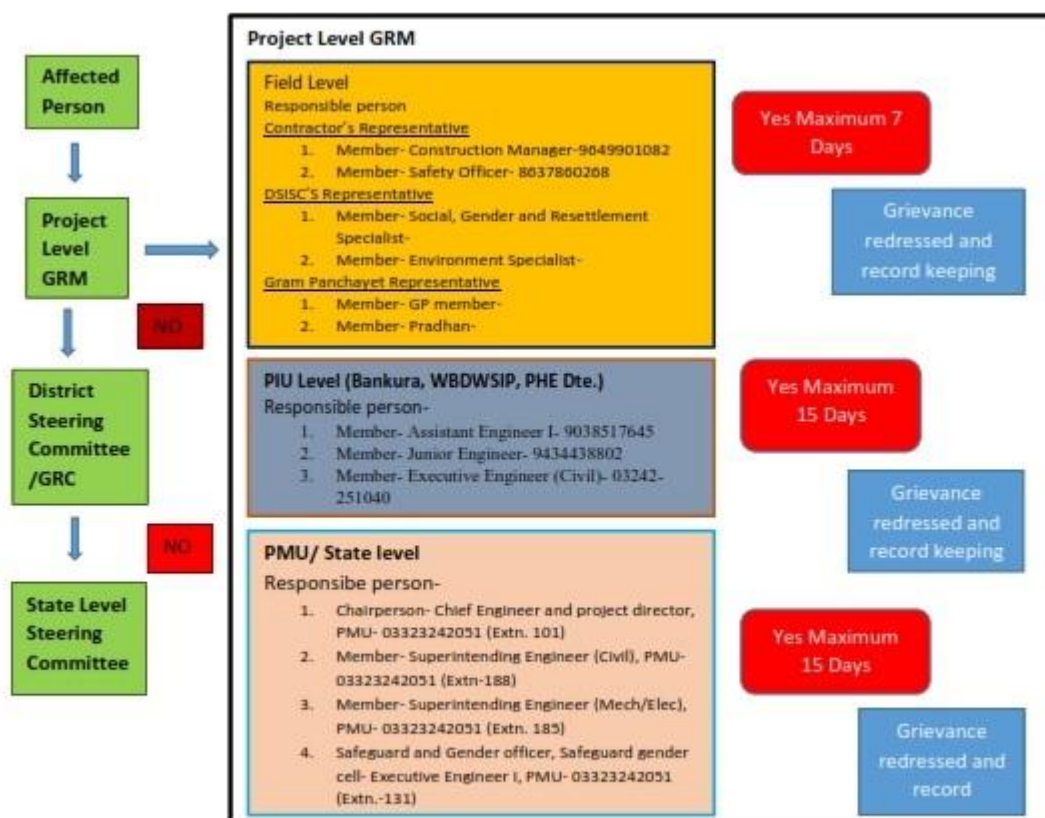 Affected
Person
Project
Level
GRM
NO
District
Steering
Committee
/GRC
NO
State Level
Steering
Committee
Project Level GRM
Field Level
Responsible person
Contractor's Representative
1. Member- Construction Manager-9649901082
2. Member- Safety Officer- 8637860268
DSISC'S Representative
1. Member- Social, Gender and Resettlement
Specialist-
2. Member- Environment Specialist-
Gram Panchayet Representative
1. Member- GP member-
2. Member- Pradhan-
Yes Maximum 7
Days
Grievance
redressed and
record keeping
PIU Level (Bankura, WBDWSIP, PHE Dte.)
Responsible person-
1. Member- Assistant Engineer I- 9038517645
2. Member- Junior Engineer- 9434438802
3. Member- Executive Engineer (Civil)- 03242-
251040
Yes Maximum
15 Days
Grievance
redressed and
record keeping
PMU/ State level
Responsibe person-
1. Chairperson- Chief Engineer and project director,
PMU- 03323242051 (Extn. 101)
2. Member- Superintending Engineer (Civil), PMU-
03323242051 (Extn-188)
3. Member- Superintending Engineer (Mech/Elec),
PMU- 03323242051 (Extn. 185)
4. Safeguard and Gender officer, Safeguard gender
cell- Executive Engineer I, PMU- 03323242051
(Extn.-131)
Yes Maximum
15 Days
Grievance
redressed and
record